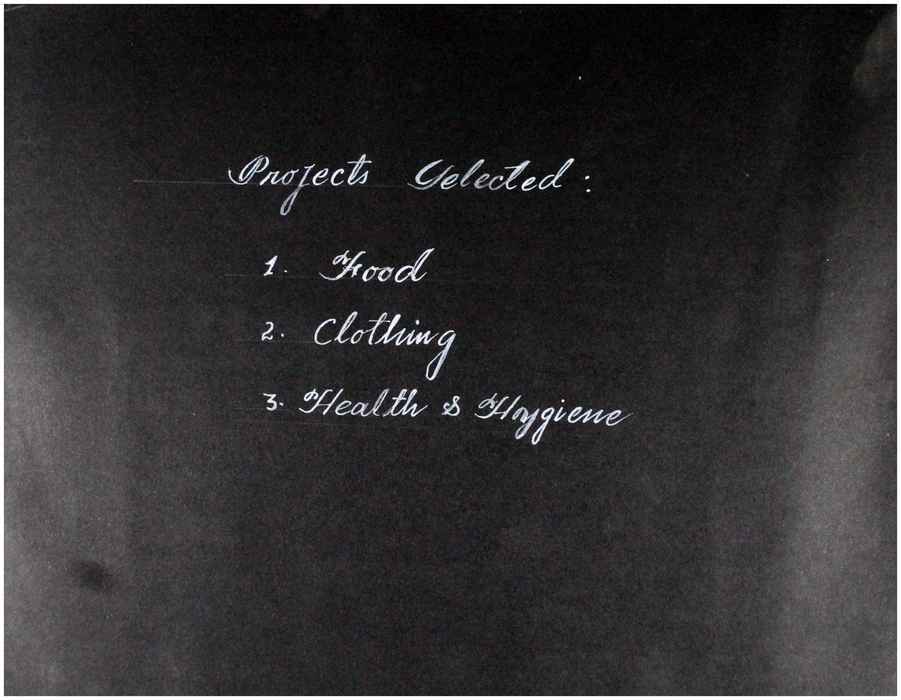 Projects Selected :
1. Food
2. Clothing
3. Health & Hygiene